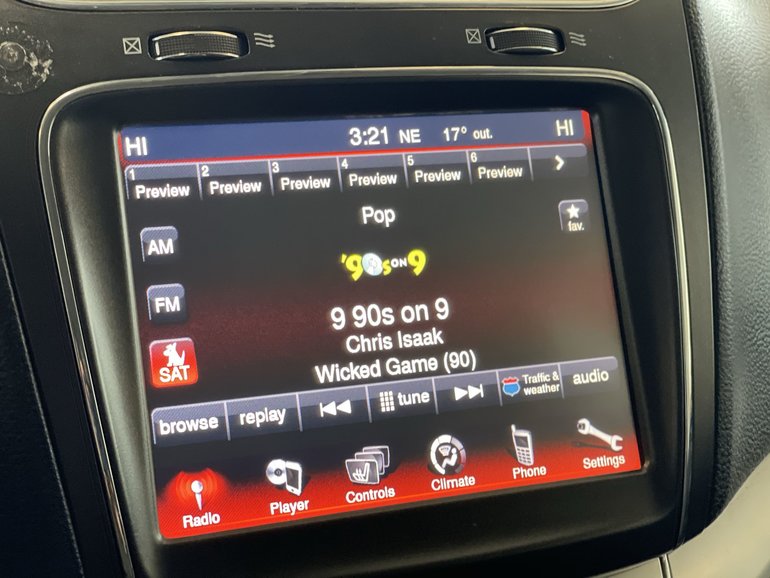 HI 3:21 NE 17° out. HI
1 Preview 2 Preview 3 Preview 4 Preview 5 Preview 6 Preview >
Pop
fav.
AM
'90s ON 9
FM
9 90s on 9
Chris Isaak
SAT
Wicked Game (90)
browse replay tune Traffic & weather audio
Radio Player Controls Climate Phone Settings